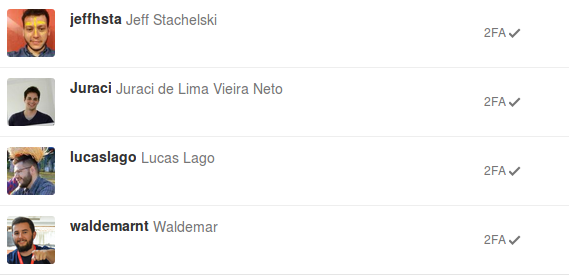 jeffhsta Jeff Stachelski 2FA ✓
Juraci Juraci de Lima Vieira Neto 2FA ✓
lucaslago Lucas Lago 2FA ✓
waldemarnt Waldemar 2FA ✓